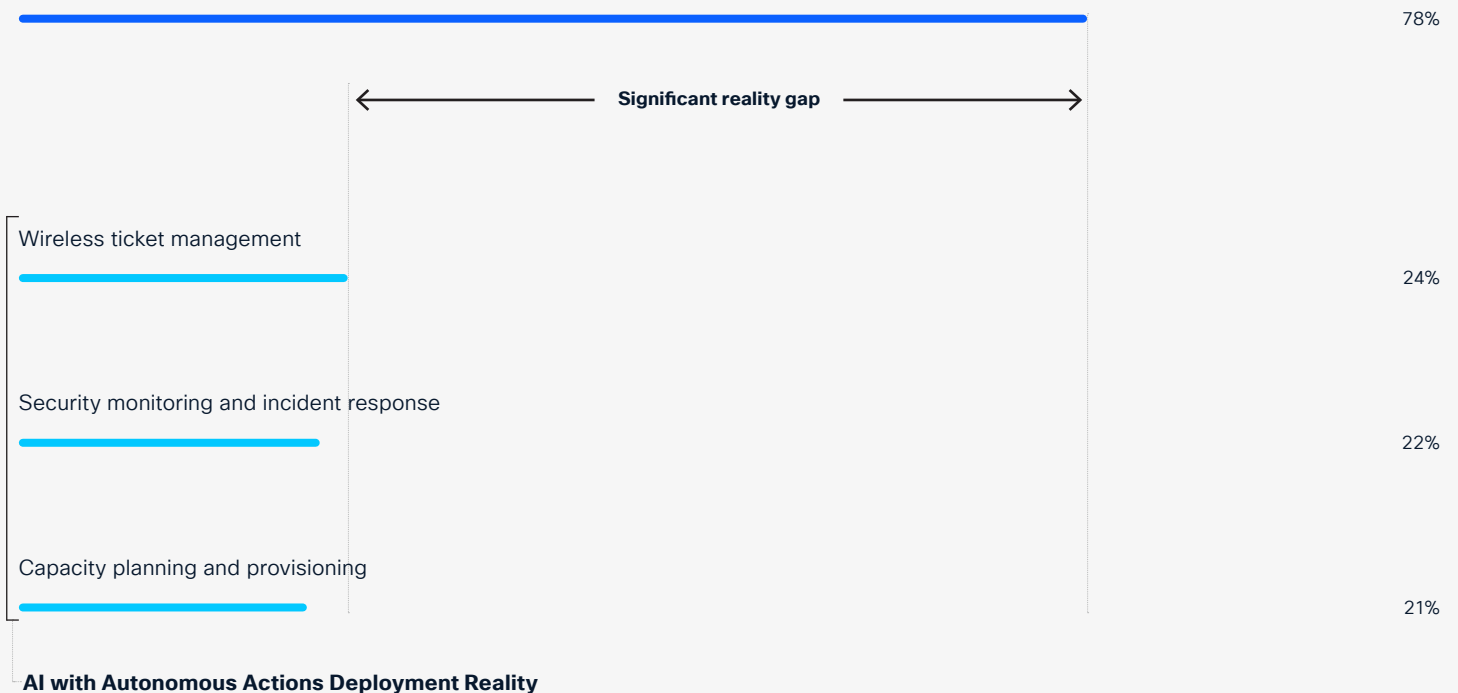 78%
Significant reality gap
Wireless ticket management
24%
Security monitoring and incident response
22%
Capacity planning and provisioning
21%
AI with Autonomous Actions Deployment Reality